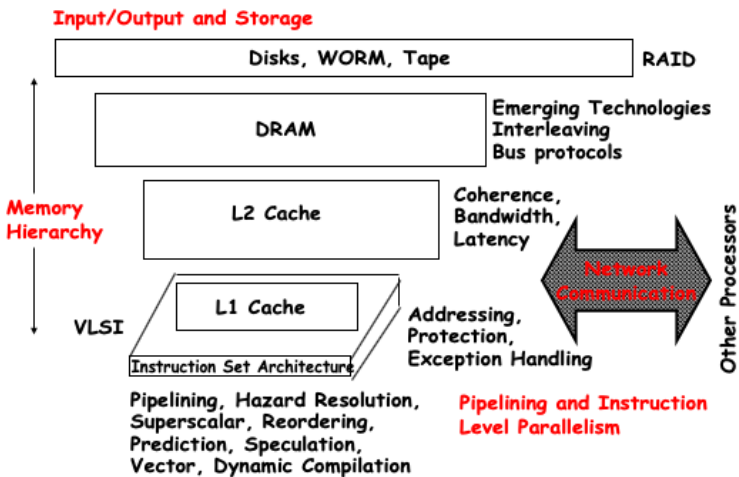 Input/Output and Storage
Disks, WORM, Tape
RAID
DRAM
Emerging Technologies
Interleaving
Bus protocols
Memory
Hierarchy
L2 Cache
Coherence,
Bandwidth,
Latency
Network
Communication
Other Processors
VLSI
L1 Cache
Instruction Set Architecture
Addressing,
Protection,
Exception Handling
Pipelining, Hazard Resolution,
Superscalar, Reordering,
Prediction, Speculation,
Vector, Dynamic Compilation
Pipelining and Instruction
Level Parallelism